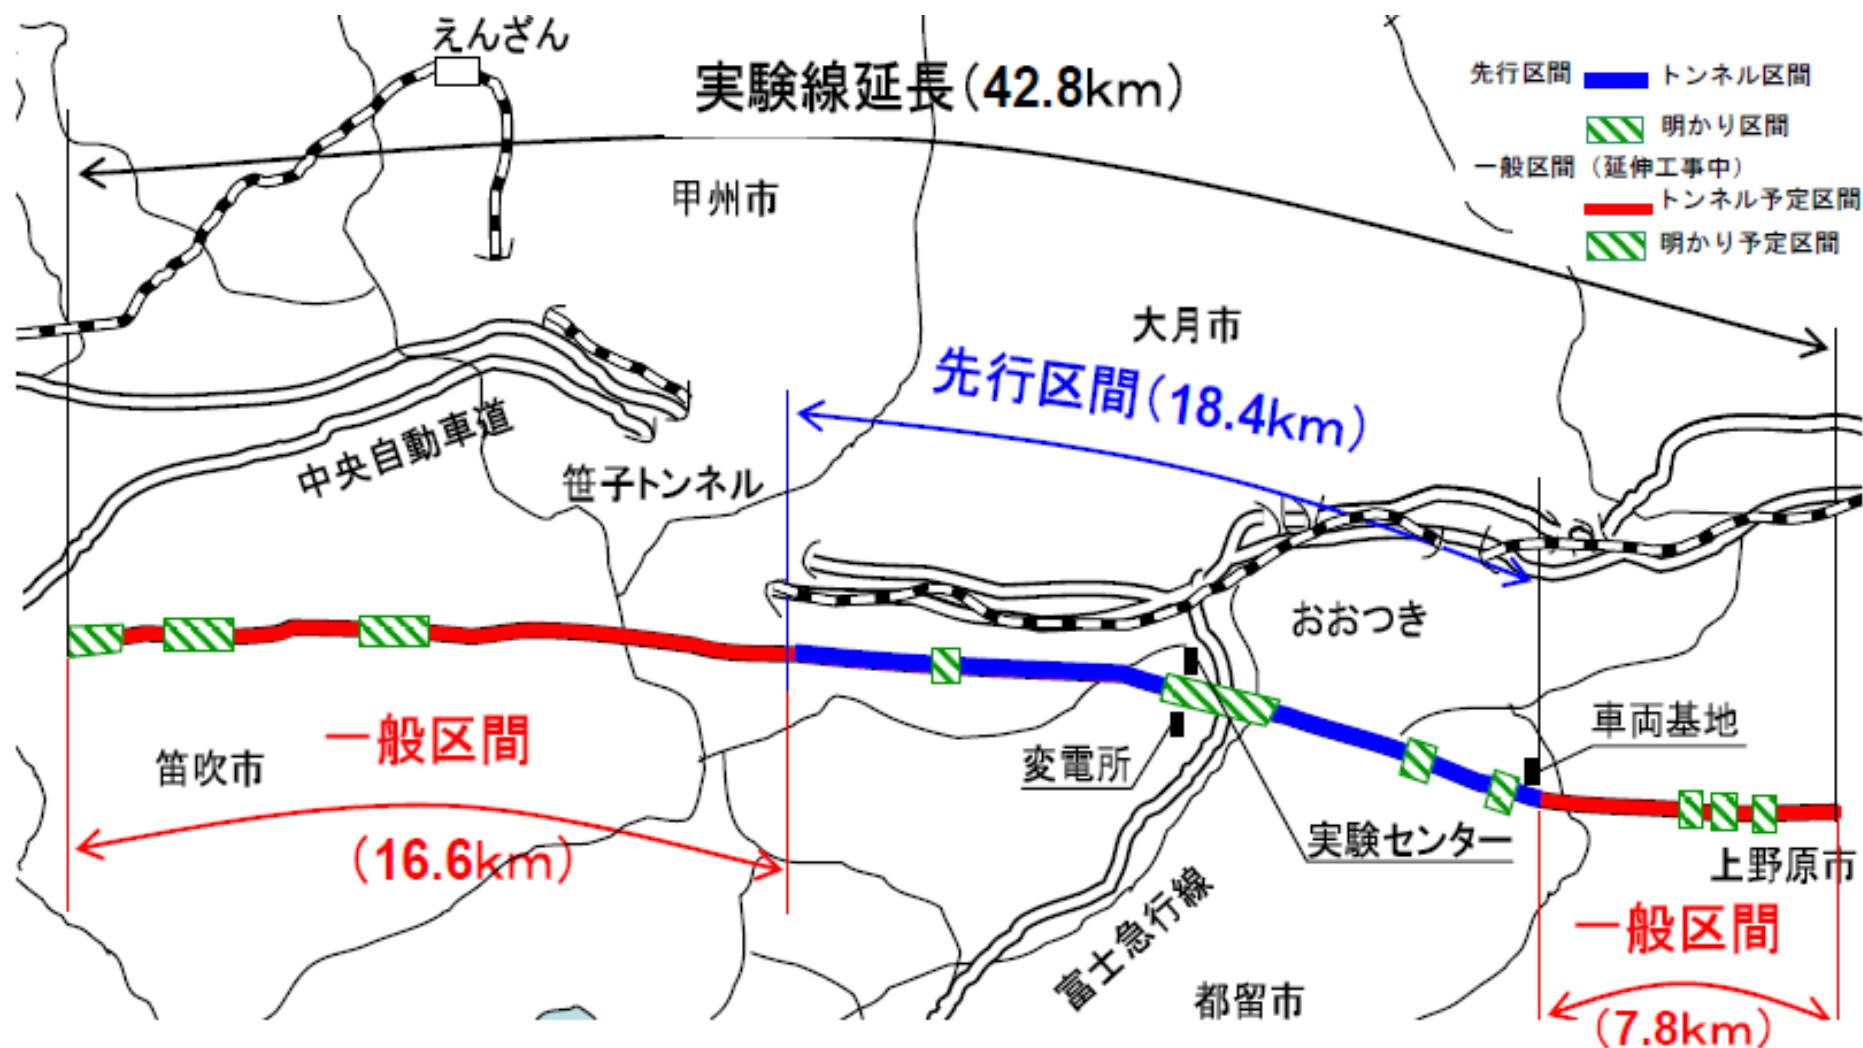 えんざん
実験線延長(42.8km)
先行区間 トンネル区間
明かり区間
一般区間(延伸工事中)
トンネル予定区間
明かり予定区間
甲州市
大月市
先行区間(18.4km)
中央自動車道
笹子トンネル
おおつき
一般区間
(16.6km)
笛吹市
変電所
車両基地
実験センター
上野原市
富士急行線
都留市
一般区間
(7.8km)